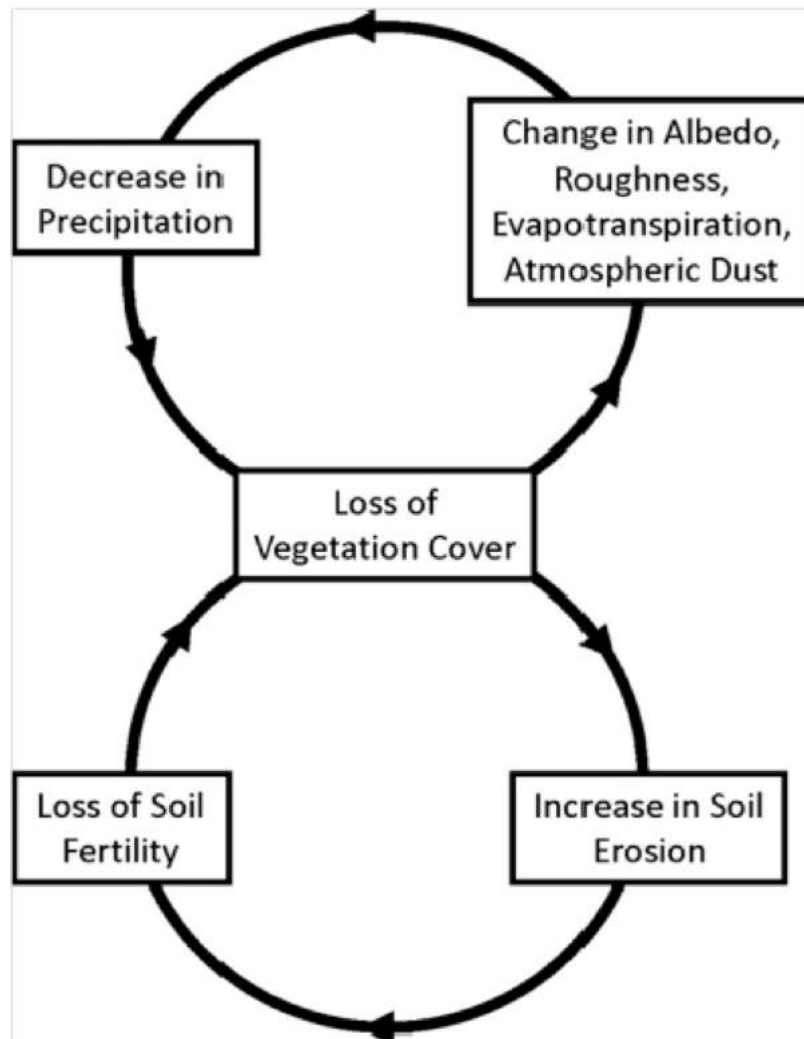 Change in Albedo,
Roughness,
Evapotranspiration,
Atmospheric Dust
Decrease in
Precipitation
Loss of
Vegetation Cover
Loss of Soil
Fertility
Increase in Soil
Erosion